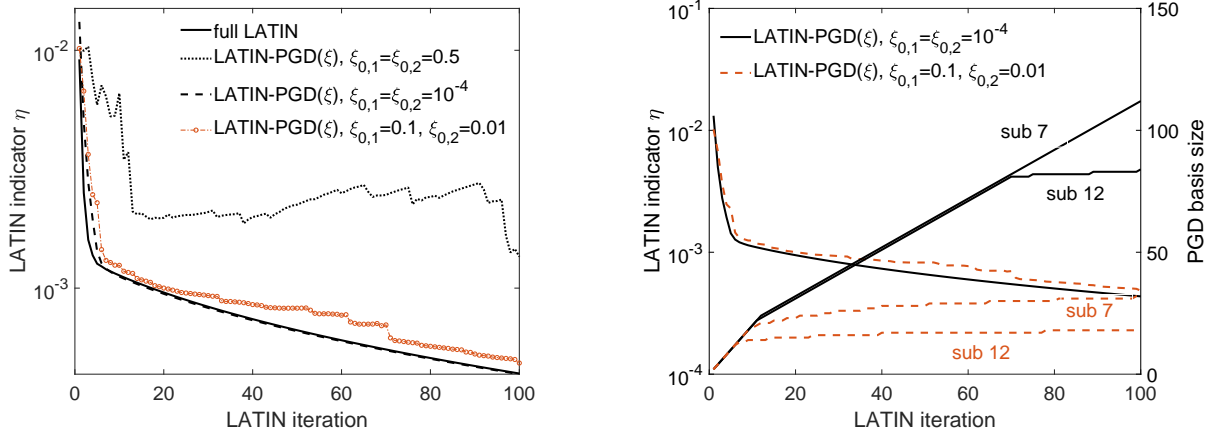 full LATIN
LATIN-PGD(ξ), ξ0,1=ξ0,2=0.5
LATIN-PGD(ξ), ξ0,1=ξ0,2=10-4
LATIN-PGD(ξ), ξ0,1=0.1, ξ0,2=0.01
10-2
10-3
LATIN indicator η
0 20 40 60 80 100
LATIN iteration
LATIN-PGD(ξ), ξ0,1=ξ0,2=10-4
LATIN-PGD(ξ), ξ0,1=0.1, ξ0,2=0.01
10-1
10-2
10-3
10-4
LATIN indicator η
sub 7
sub 12
sub 7
sub 12
150
100
50
0
PGD basis size
0 20 40 60 80 100
LATIN iteration